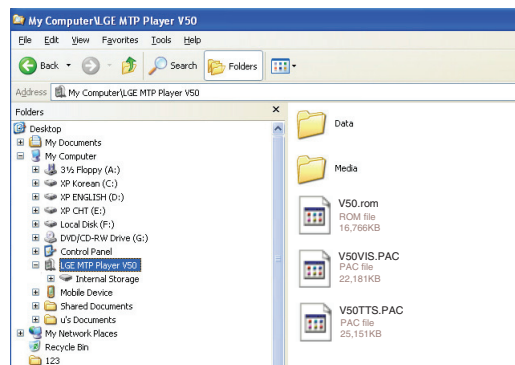 My Computer\LGE MTP Player V50
File Edit View Favorites Tools Help
Back Search Folders
Address My Computer\LGE MTP Player V50
Folders ×
Desktop
My Documents
My Computer
3½ Floppy (A:)
XP Korean (C:)
XP ENGLISH (D:)
XP CHT (E:)
Local Disk (F:)
DVD/CD-RW Drive (G:)
Control Panel
LGE MTP Player V50
Internal Storage
Mobile Device
Shared Documents
u's Documents
My Network Places
Recycle Bin
123
Data
Media
V50.rom
ROM file
16,766KB
V50VIS.PAC
PAC file
22,181KB
V50TTS.PAC
PAC file
25,151KB